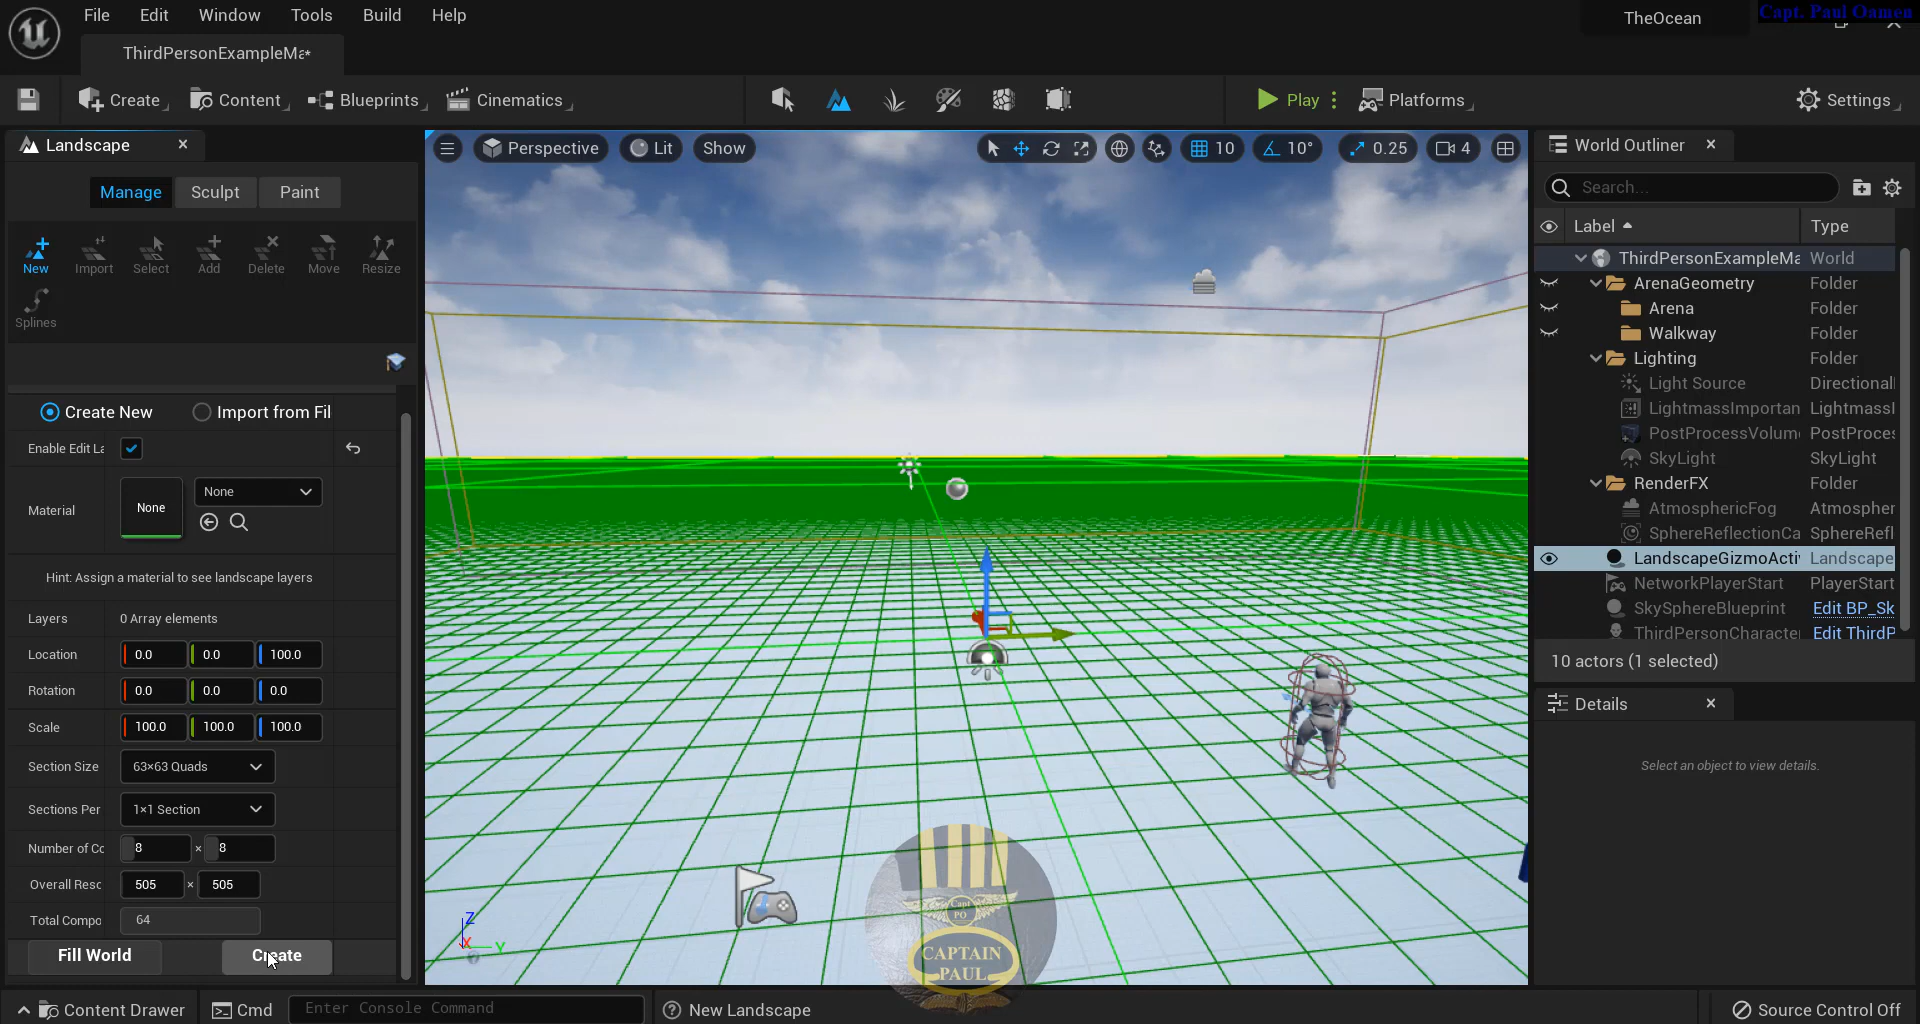 File Edit Window Tools Build Help
TheOcean
Capt. Paul Oamen
ThirdPersonExampleMa*
Create Content Blueprints Cinematics Play Platforms Settings
Landscape
Perspective Lit Show 10 10° 0.25 4
World Outliner
Manage Sculpt Paint
Search...
Label Type
New Import Select Add Delete Move Resize
Splines
ThirdPersonExampleMa World
ArenaGeometry Folder
Arena Folder
Walkway Folder
Lighting Folder
Light Source Directional
LightmassImportan LightmassI
PostProcessVolum PostProces
SkyLight SkyLight
RenderFX Folder
AtmosphericFog Atmospher
SphereReflectionCa SphereRefl
LandscapeGizmoActiv Landscape
NetworkPlayerStart PlayerStart
SkySphereBlueprint Edit BP_Sk
ThirdPersonCharacte Edit ThirdP
10 actors (1 selected)
Details
Select an object to view details.
Create New Import from Fil
Enable Edit La
Material None None
Hint: Assign a material to see landscape layers
Layers 0 Array elements
Location 0.0 0.0 100.0
Rotation 0.0 0.0 0.0
Scale 100.0 100.0 100.0
Section Size 63×63 Quads
Sections Per 1×1 Section
Number of Co 8 × 8
Overall Reso 505 × 505
Total Compo 64
Fill World Create
Z
X Y
Capt
PO
CAPTAIN
PAUL
Content Drawer Cmd Enter Console Command New Landscape Source Control Off